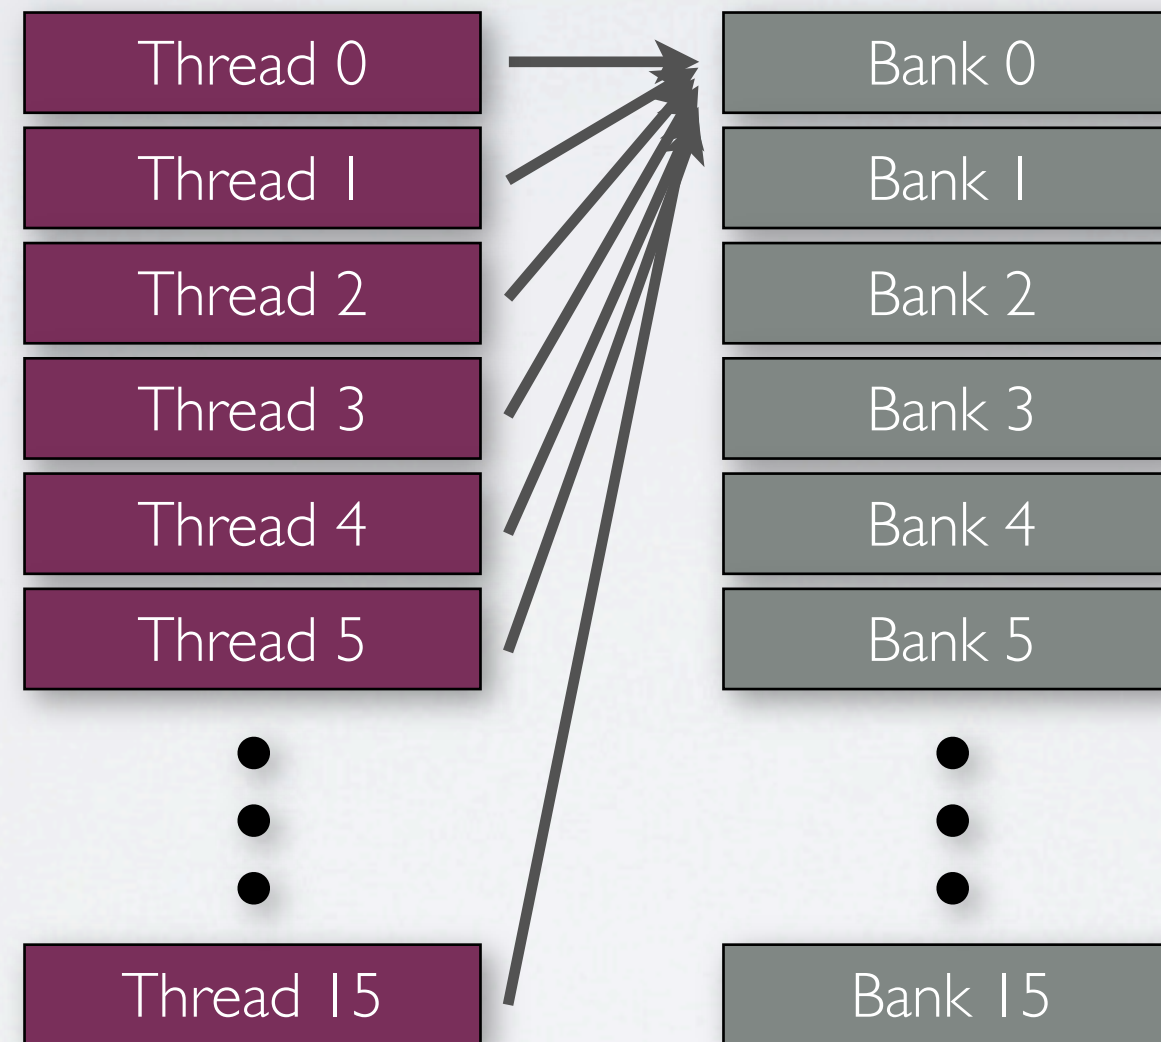 Thread 0
Bank 0
Thread 1
Bank 1
Thread 2
Bank 2
Thread 3
Bank 3
Thread 4
Bank 4
Thread 5
Bank 5
Thread 15
Bank 15